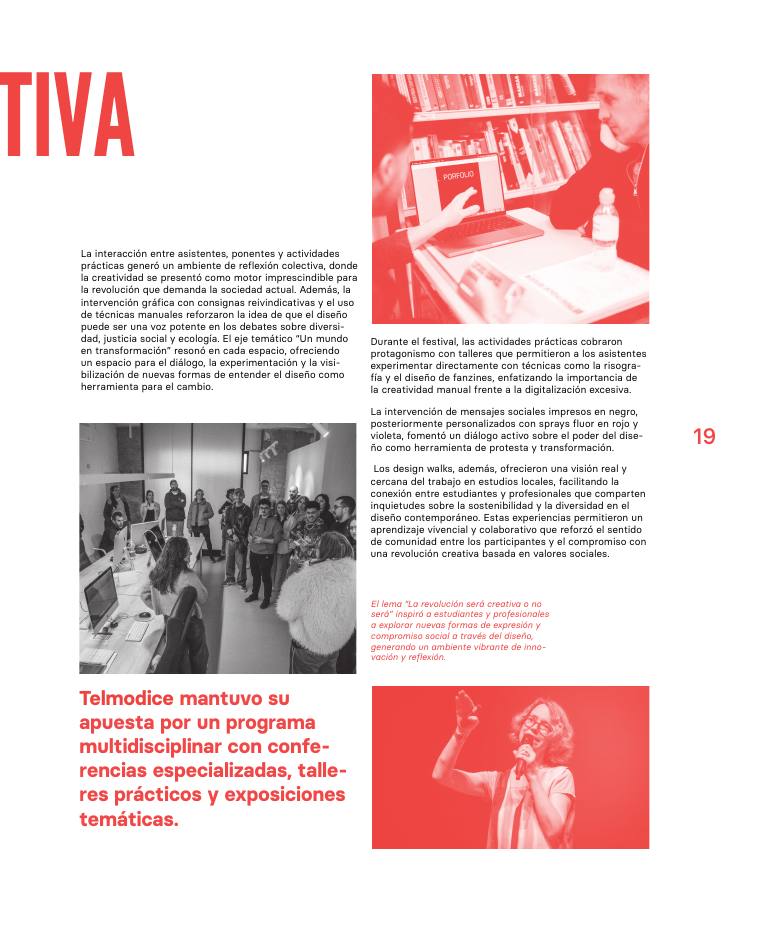 TIVA
La interacción entre asistentes, ponentes y actividades
prácticas generó un ambiente de reflexión colectiva, donde
la creatividad se presentó como motor imprescindible para
la revolución que demanda la sociedad actual. Además, la
intervención gráfica con consignas reivindicativas y el uso
de técnicas manuales reforzaron la idea de que el diseño
puede ser una voz potente en los debates sobre diversi-
dad, justicia social y ecología. El eje temático “Un mundo
en transformación” resonó en cada espacio, ofreciendo
un espacio para el diálogo, la experimentación y la visi-
bilización de nuevas formas de entender el diseño como
herramienta para el cambio.
Telmodice mantuvo su
apuesta por un programa
multidisciplinar con confe-
rencias especializadas, talle-
res prácticos y exposiciones
temáticas.
PORFOLIO
Durante el festival, las actividades prácticas cobraron
protagonismo con talleres que permitieron a los asistentes
experimentar directamente con técnicas como la risogra-
fía y el diseño de fanzines, enfatizando la importancia de
la creatividad manual frente a la digitalización excesiva.
La intervención de mensajes sociales impresos en negro,
posteriormente personalizados con sprays fluor en rojo y
violeta, fomentó un diálogo activo sobre el poder del dise-
ño como herramienta de protesta y transformación.
Los design walks, además, ofrecieron una visión real y
cercana del trabajo en estudios locales, facilitando la
conexión entre estudiantes y profesionales que comparten
inquietudes sobre la sostenibilidad y la diversidad en el
diseño contemporáneo. Estas experiencias permitieron un
aprendizaje vivencial y colaborativo que reforzó el sentido
de comunidad entre los participantes y el compromiso con
una revolución creativa basada en valores sociales.
El lema “La revolución será creativa o no
será” inspiró a estudiantes y profesionales
a explorar nuevas formas de expresión y
compromiso social a través del diseño,
generando un ambiente vibrante de inno-
vación y reflexión.
19